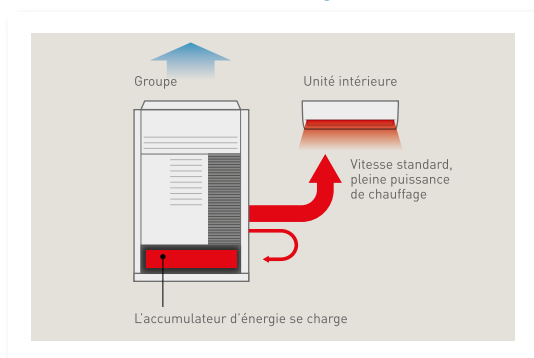 Groupe
Unité intérieure
Vitesse standard,
pleine puissance
de chauffage
L'accumulateur d'énergie se charge